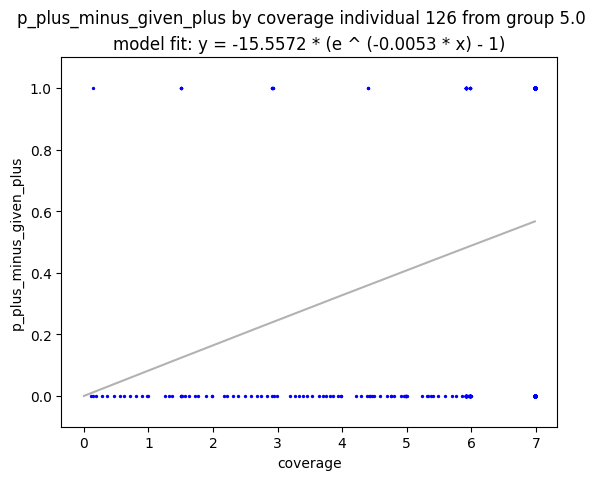 p_plus_minus_given_plus by coverage individual 126 from group 5.0
model fit: y = -15.5572 * (e ^ (-0.0053 * x) - 1)
1.0
0.8
0.6
0.4
0.2
0.0
p_plus_minus_given_plus
0 1 2 3 4 5 6 7
coverage